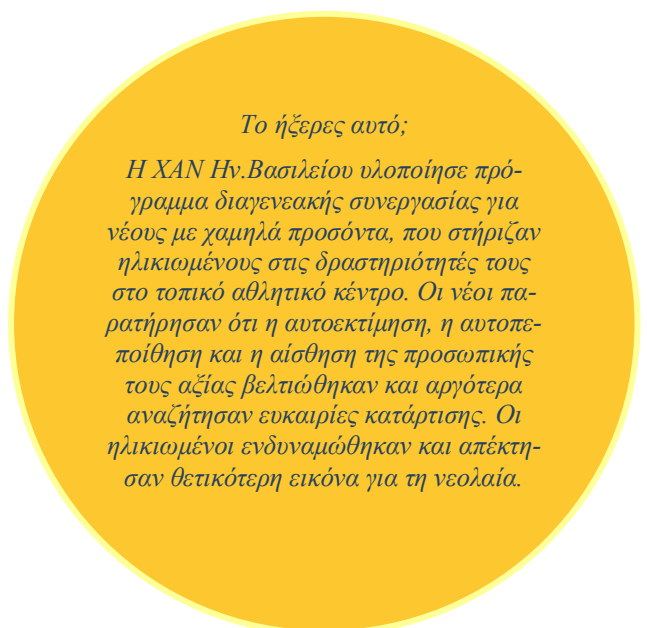 Το ήξερες αυτό;
Η ΧΑΝ Ην.Βασιλείου υλοποίησε πρό-
γραμμα διαγενεακής συνεργασίας για
νέους με χαμηλά προσόντα, που στήριζαν
ηλικιωμένους στις δραστηριότητές τους
στο τοπικό αθλητικό κέντρο. Οι νέοι πα-
ρατήρησαν ότι η αυτοεκτίμηση, η αυτοπε-
ποίθηση και η αίσθηση της προσωπικής
τους αξίας βελτιώθηκαν και αργότερα
αναζήτησαν ευκαιρίες κατάρτισης. Οι
ηλικιωμένοι ενδυναμώθηκαν και απέκτη-
σαν θετικότερη εικόνα για τη νεολαία.